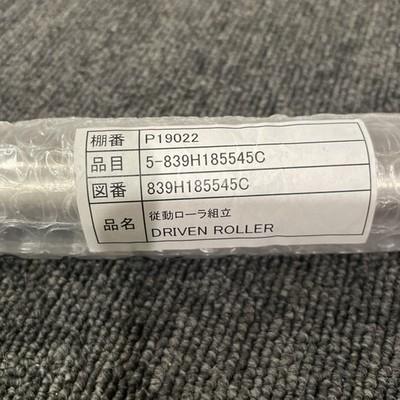 棚番 P19022
品目 5-839H185545C
図番 839H185545C
品名 従動ローラ組立
DRIVEN ROLLER